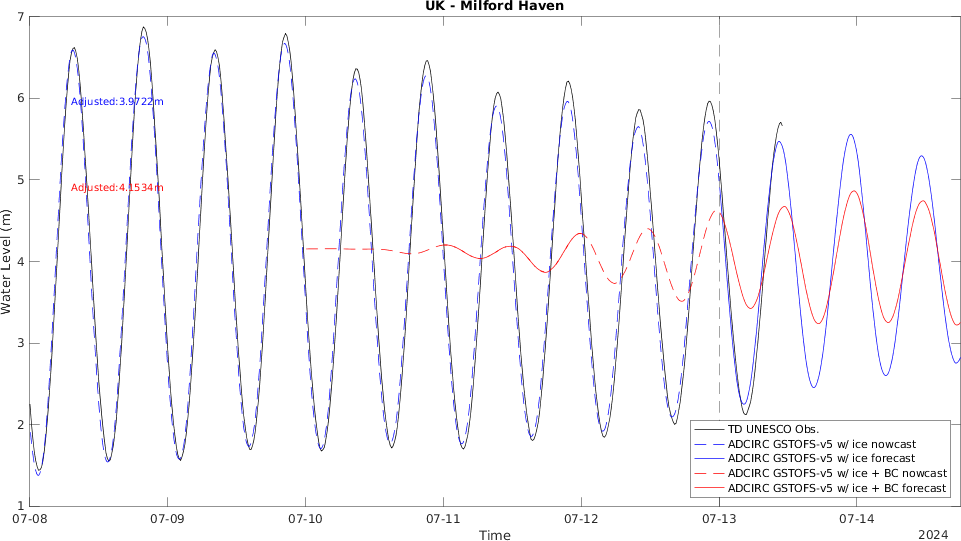 UK - Milford Haven
7
6
Adjusted:3.9722m
5
Adjusted:4.1534m
Water Level (m)
4
3
2
1
TD UNESCO Obs.
ADCIRC GSTOFS-v5 w/ ice nowcast
ADCIRC GSTOFS-v5 w/ ice forecast
ADCIRC GSTOFS-v5 w/ ice + BC nowcast
ADCIRC GSTOFS-v5 w/ ice + BC forecast
07-08 07-09 07-10 07-11 07-12 07-13 07-14
Time
2024